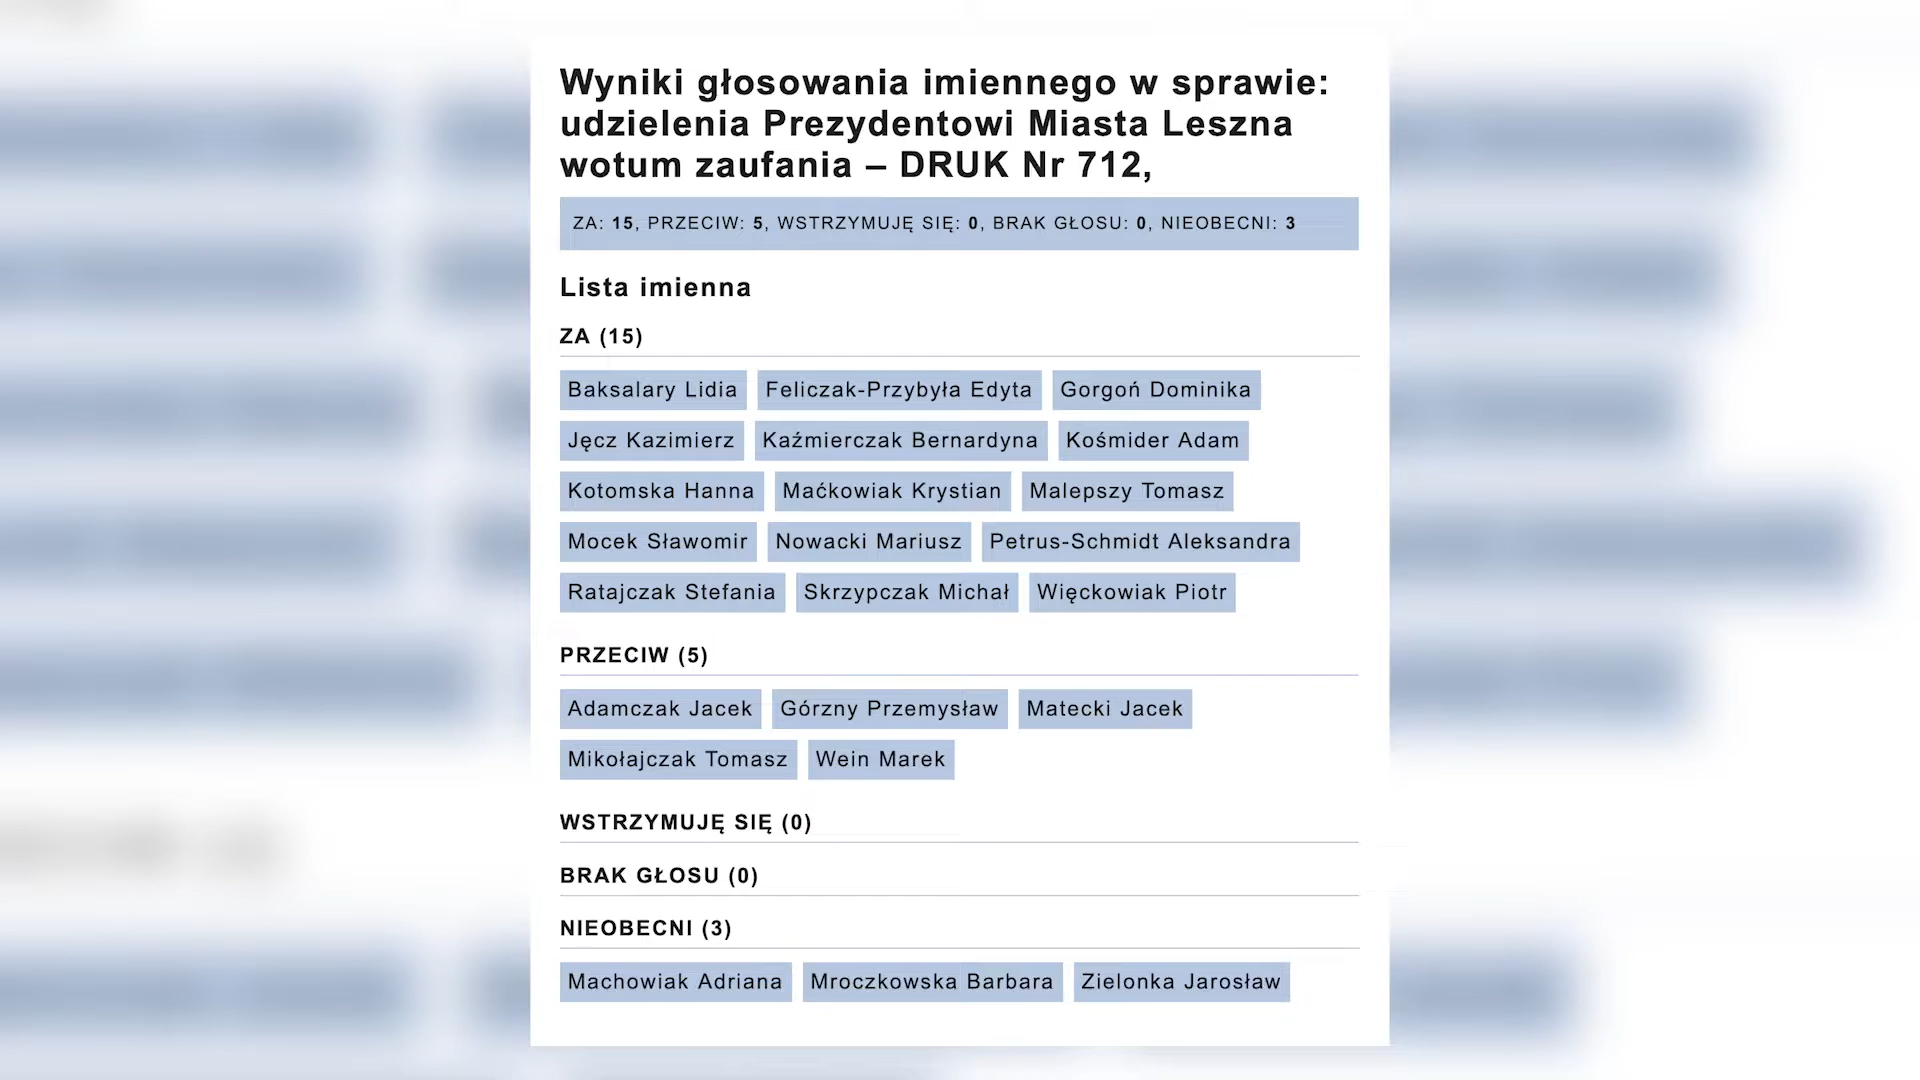 Wyniki głosowania imiennego w sprawie:
udzielenia Prezydentowi Miasta Leszna
wotum zaufania – DRUK Nr 712,
ZA: 15, PRZECIW: 5, WSTRZYMUJĘ SIĘ: 0, BRAK GŁOSU: 0, NIEOBECNI: 3
Lista imienna
ZA (15)
Baksalary Lidia Feliczak-Przybyła Edyta Gorgoń Dominika
Jęcz Kazimierz Kaźmierczak Bernardyna Kośmider Adam
Kotomska Hanna Maćkowiak Krystian Malepszy Tomasz
Mocek Sławomir Nowacki Mariusz Petrus-Schmidt Aleksandra
Ratajczak Stefania Skrzypczak Michał Więckowiak Piotr
PRZECIW (5)
Adamczak Jacek Górzny Przemysław Matecki Jacek
Mikołajczak Tomasz Wein Marek
WSTRZYMUJĘ SIĘ (0)
BRAK GŁOSU (0)
NIEOBECNI (3)
Machowiak Adriana Mroczkowska Barbara Zielonka Jarosław